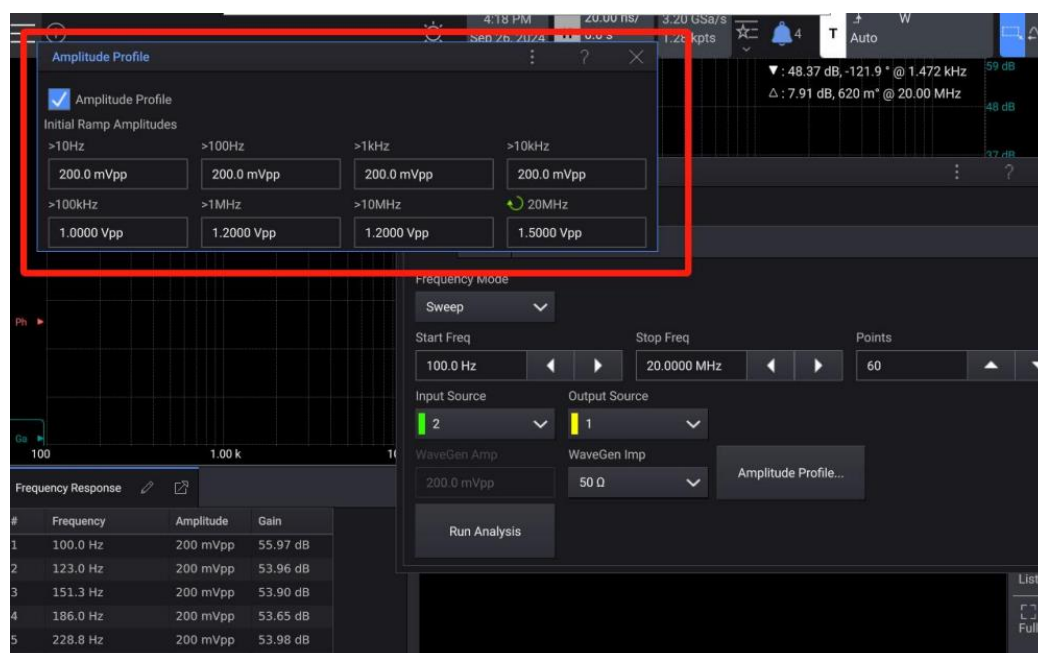 4:18 PM
Sep 26, 2024
20.00 ns/
0.0 s
3.20 GSa/s
1.28 kpts
4
T
Auto
W
Amplitude Profile
?
Amplitude Profile
Initial Ramp Amplitudes
>10Hz >100Hz >1kHz >10kHz
200.0 mVpp 200.0 mVpp 200.0 mVpp 200.0 mVpp
>100kHz >1MHz >10MHz 20MHz
1.0000 Vpp 1.2000 Vpp 1.2000 Vpp 1.5000 Vpp
▼: 48.37 dB, -121.9 ° @ 1.472 kHz
△: 7.91 dB, 620 m° @ 20.00 MHz
59 dB
48 dB
37 dB
?
Frequency Mode
Sweep
Start Freq Stop Freq Points
100.0 Hz 20.0000 MHz 60
Input Source Output Source
2 1
WaveGen Amp WaveGen Imp
200.0 mVpp 50 Ω Amplitude Profile...
Run Analysis
Ph
Ga
100 1.00 k 10
Frequency Response
# Frequency Amplitude Gain
1 100.0 Hz 200 mVpp 55.97 dB
2 123.0 Hz 200 mVpp 53.96 dB
3 151.3 Hz 200 mVpp 53.90 dB
4 186.0 Hz 200 mVpp 53.65 dB
5 228.8 Hz 200 mVpp 53.98 dB
List
Full